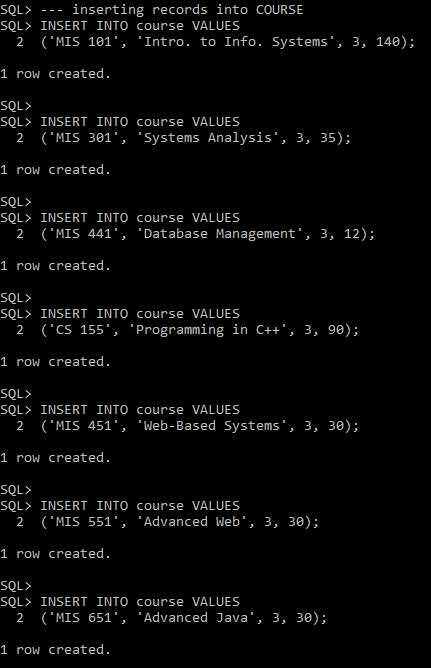 SQL> --- inserting records into COURSE
SQL> INSERT INTO course VALUES
  2  ('MIS 101', 'Intro. to Info. Systems', 3, 140);

1 row created.

SQL>
SQL> INSERT INTO course VALUES
  2  ('MIS 301', 'Systems Analysis', 3, 35);

1 row created.

SQL>
SQL> INSERT INTO course VALUES
  2  ('MIS 441', 'Database Management', 3, 12);

1 row created.

SQL>
SQL> INSERT INTO course VALUES
  2  ('CS 155', 'Programming in C++', 3, 90);

1 row created.

SQL>
SQL> INSERT INTO course VALUES
  2  ('MIS 451', 'Web-Based Systems', 3, 30);

1 row created.

SQL>
SQL> INSERT INTO course VALUES
  2  ('MIS 551', 'Advanced Web', 3, 30);

1 row created.

SQL>
SQL> INSERT INTO course VALUES
  2  ('MIS 651', 'Advanced Java', 3, 30);

1 row created.